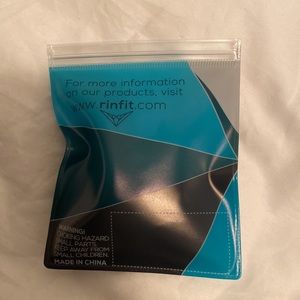 For more information
on our products, visit
www.rinfit.com
WARNING!
CHOKING HAZARD
SMALL PARTS.
KEEP AWAY FROM
SMALL CHILDREN.
MADE IN CHINA